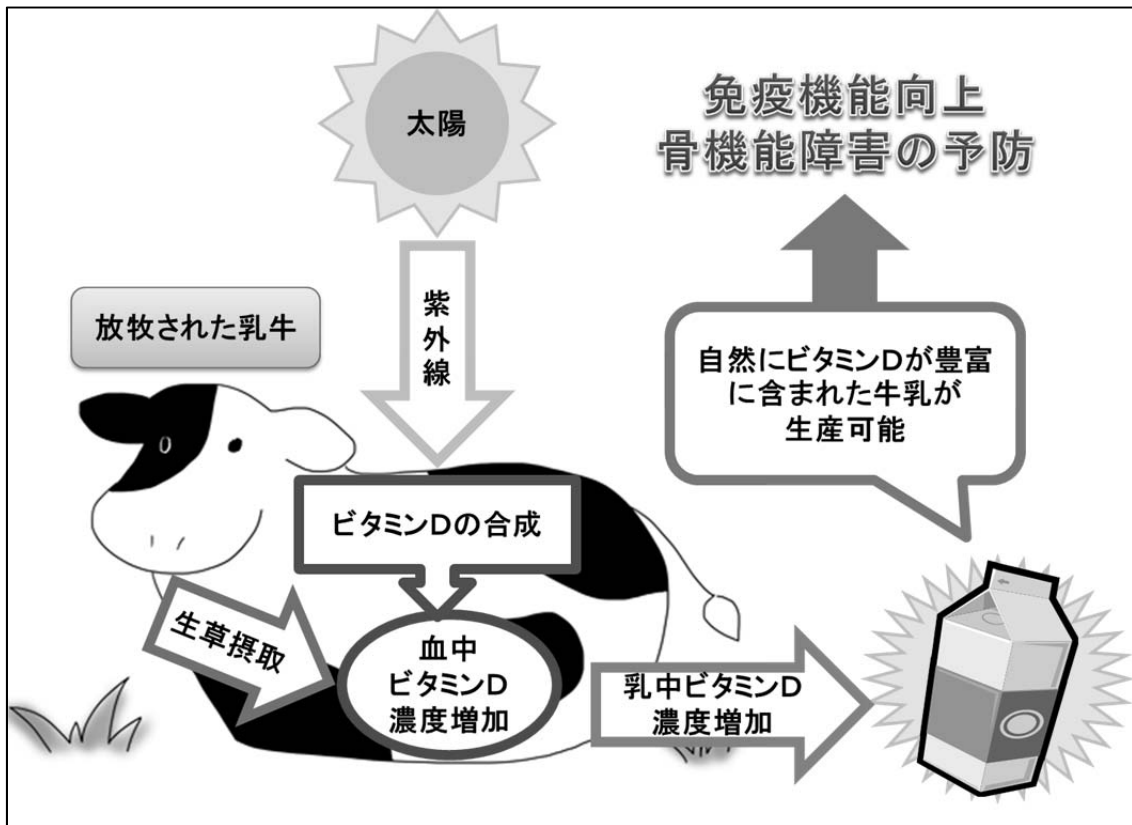 太陽
免疫機能向上
骨機能障害の予防
放牧された乳牛
紫外線
自然にビタミンDが豊富
に含まれた牛乳が
生産可能
ビタミンDの合成
生草摂取
血中
ビタミンD
濃度増加
乳中ビタミンD
濃度増加